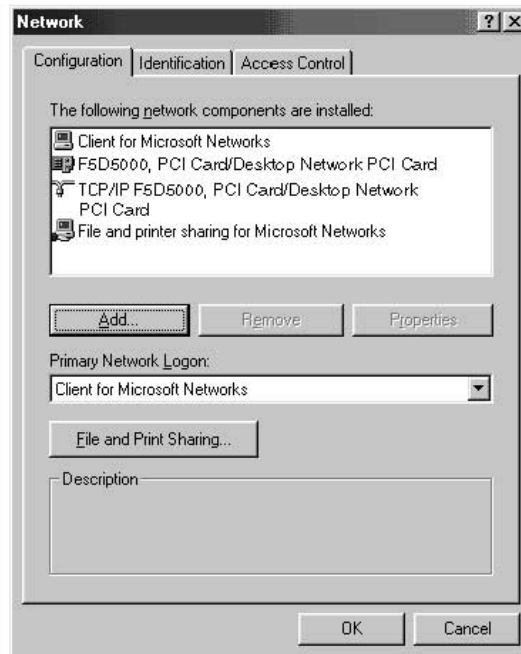 Network
Configuration Identification Access Control
The following network components are installed:
Client for Microsoft Networks
F5D5000, PCI Card/Desktop Network PCI Card
TCP/IP F5D5000, PCI Card/Desktop Network
PCI Card
File and printer sharing for Microsoft Networks
Add... Remove Properties
Primary Network Logon:
Client for Microsoft Networks
File and Print Sharing...
Description
OK Cancel